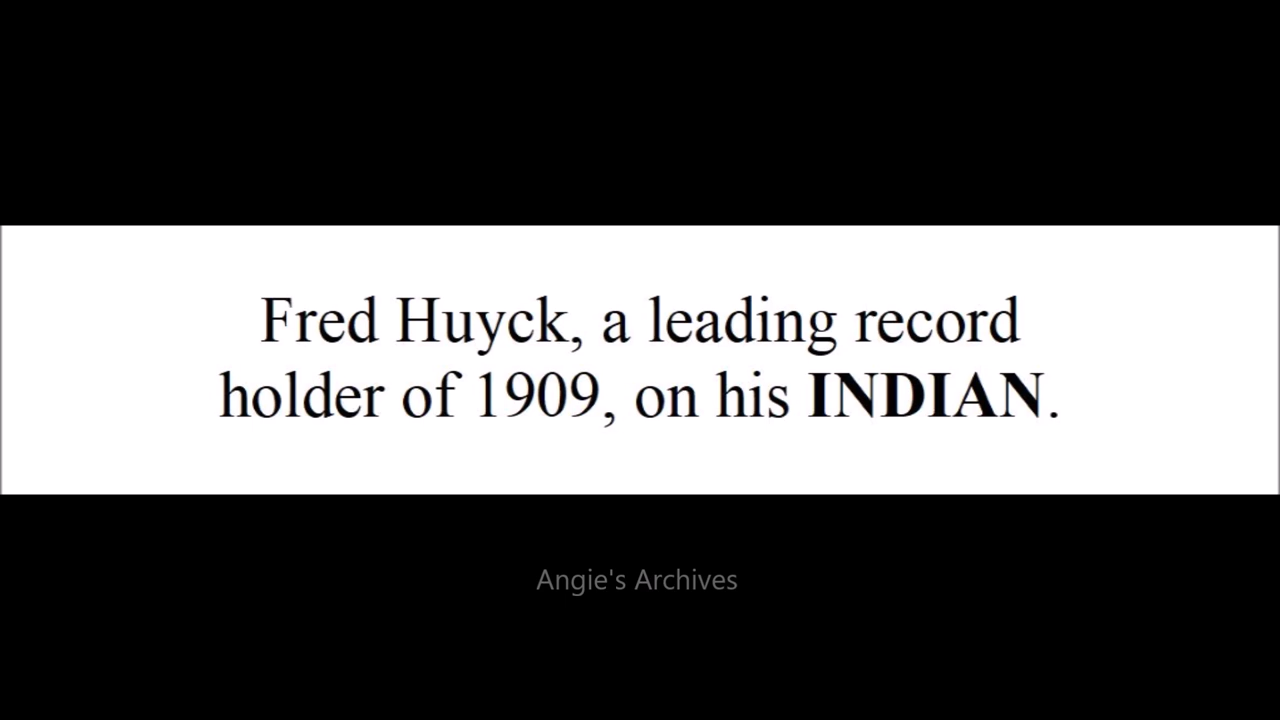 Fred Huyck, a leading record
holder of 1909, on his INDIAN.
Angie's Archives